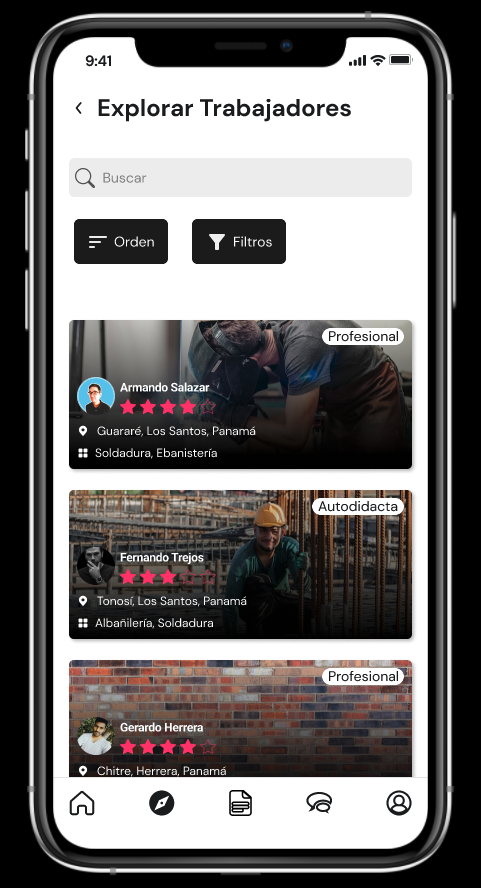 9:41
Explorar Trabajadores
Buscar
Orden
Filtros
Profesional
Armando Salazar
Guararé, Los Santos, Panamá
Soldadura, Ebanistería
Autodidacta
Fernando Trejos
Tonosí, Los Santos, Panamá
Albañilería, Soldadura
Profesional
Gerardo Herrera
Chitre, Herrera, Panamá